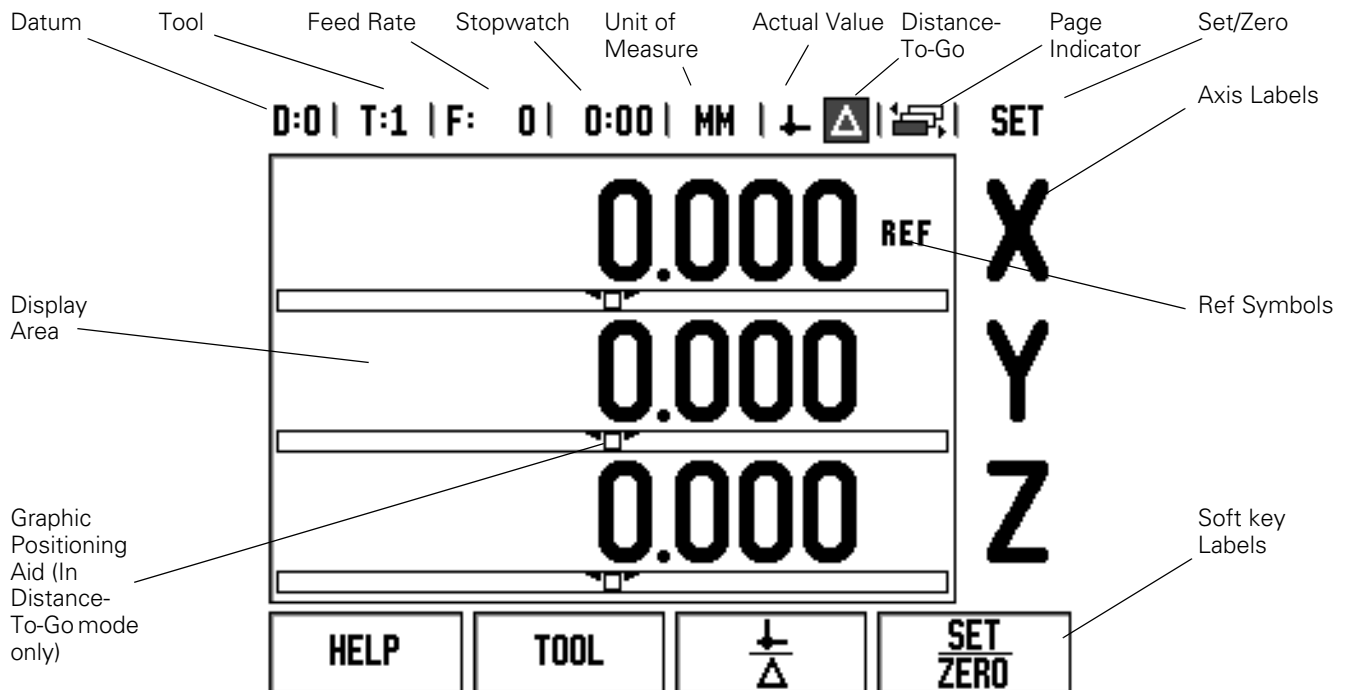 Datum Tool Feed Rate Stopwatch Unit of Measure Actual Value Distance-To-Go Page Indicator Set/Zero
D:0 | T:1 | F: 0 | 0:00 | MM | SET
Axis Labels
0.000 REF X
Ref Symbols
Display
Area
0.000 Y
0.000 Z
Graphic
Positioning
Aid (In
Distance-
To-Go mode
only)
Soft key
Labels
HELP TOOL SET
ZERO